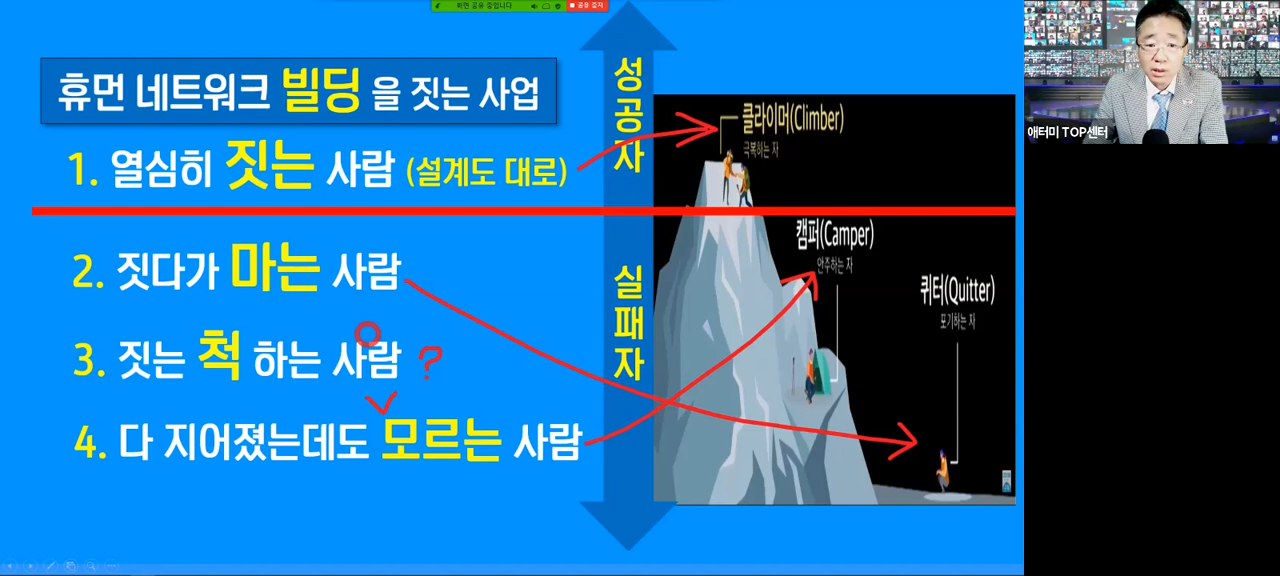 화면 공유 중입니다
공유 중지
휴먼 네트워크 빌딩 을 짓는 사업
1. 열심히 짓는 사람 (설계도 대로)
2. 짓다가 마는 사람
3. 짓는 척 하는 사람 ?
4. 다 지어졌는데도 모르는 사람
성공자
실패자
클라이머(Climber)
극복하는 자
캠퍼(Camper)
안주하는 자
퀴터(Quitter)
포기하는 자
애터미 TOP센터